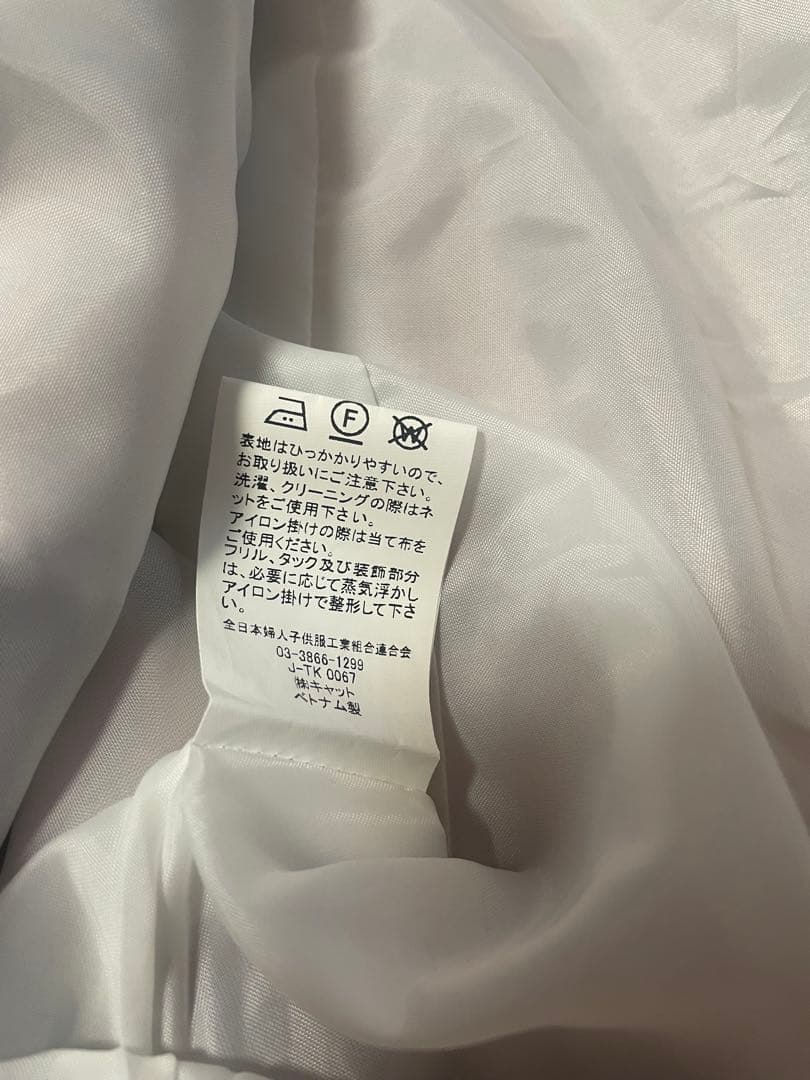 F W
表地はひっかかりやすいので、
お取り扱いにご注意下さい。
洗濯、クリーニングの際はネ
ットをご使用下さい。
アイロン掛けの際は当て布を
ご使用ください。
フリル、タック及び装飾部分
は、必要に応じて蒸気浮かし
アイロン掛けで整形して下さ
い。
全日本婦人子供服工業組合連合会
03-3866-1299
J-TK 0067
㈱キャット
ベトナム製